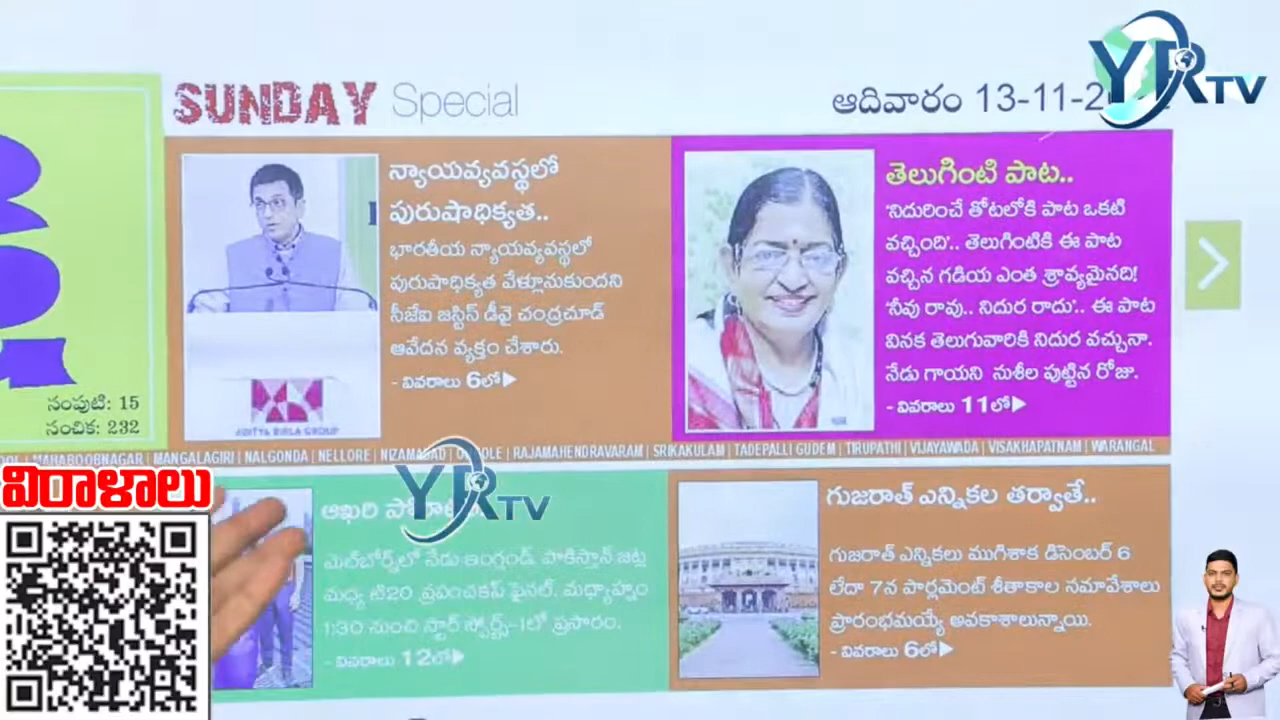 SUNDAY Special
ఆదివారం 13-11-2
YR TV
న్యాయవ్యవస్థలో
పురుషాధిక్యత..
భారతీయ న్యాయవ్యవస్థలో
పురుషాధిక్యత వేళ్లూనుకుందని
సీజేఐ జస్టిస్ డీవై చంద్రచూడ్
ఆవేదన వ్యక్తం చేశారు.
- వివరాలు 6లో
ADITYA BIRLA GROUP
తెలుగింటి పాట..
'నిదురించే తోటలోకి పాట ఒకటి
వచ్చింది'.. తెలుగింటికి ఈ పాట
వచ్చిన గడియ ఎంత శ్రావ్యమైనది!
'నీవు రావు.. నిదుర రాదు'.. ఈ పాట
వినక తెలుగువారికి నిదుర వచ్చునా.
నేడు గాయని సుశీల పుట్టిన రోజు.
- వివరాలు 11లో
సంపుటి: 15
సంచిక: 232
MAHABOOBNAGAR | MANGALAGIRI | NALGONDA | NELLORE | NIZAMABAD | RAJAMAHENDRAVARAM | SRIKAKULAM | TADEPALLI GUDEM | TIRUPATHI | VIJAYAWADA | VISAKHAPATNAM | WARANGAL
విరాళాలు
ఆఖరి
YR TV
మెల్‌బోర్న్‌లో నేడు ఇంగ్లండ్, పాకిస్తాన్ జట్ల
మధ్య టి20 ప్రపంచకప్ ఫైనల్. మధ్యాహ్నం
1:30 నుంచి స్టార్ స్పోర్ట్స్-1లో ప్రసారం.
- వివరాలు 12లో
గుజరాత్ ఎన్నికల తర్వాతే..
గుజరాత్ ఎన్నికలు ముగిశాక డిసెంబర్ 6
లేదా 7న పార్లమెంట్ శీతాకాల సమావేశాలు
ప్రారంభమయ్యే అవకాశాలున్నాయి.
- వివరాలు 6లో